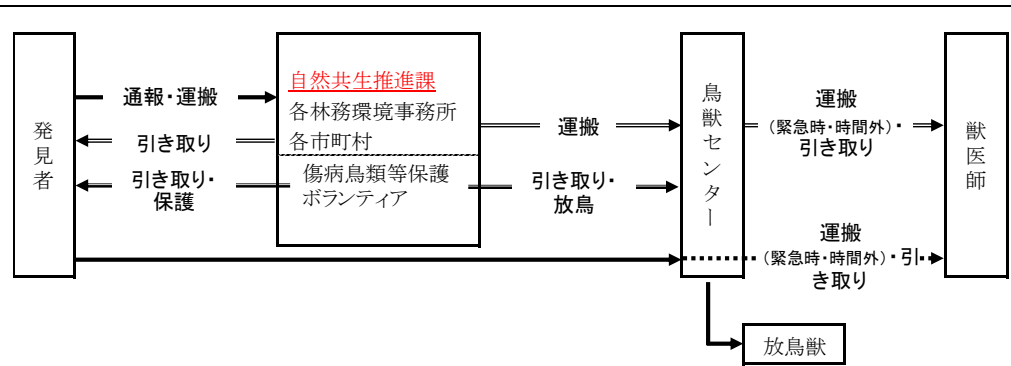 発見者
通報・運搬
引き取り
引き取り・
保護
自然共生推進課
各林務環境事務所
各市町村
傷病鳥類等保護
ボランティア
運搬
引き取り・
放鳥
鳥獣センター
運搬
（緊急時・時間外）・
引き取り
運搬
（緊急時・時間外）・引
き取り
獣医師
放鳥獣